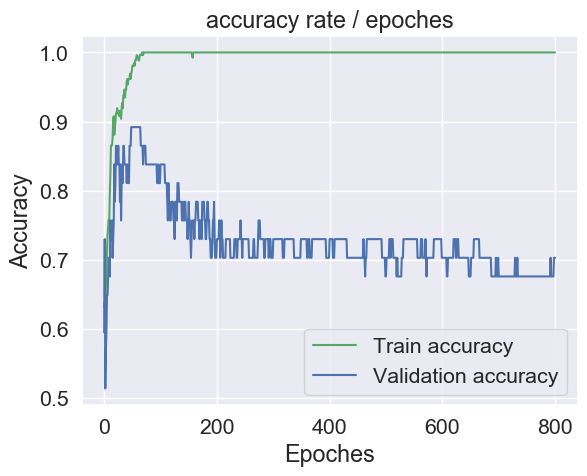 accuracy rate / epoches
1.0
0.9
0.8
0.7
0.6
0.5
Accuracy
Train accuracy
Validation accuracy
0
200
400
600
800
Epoches